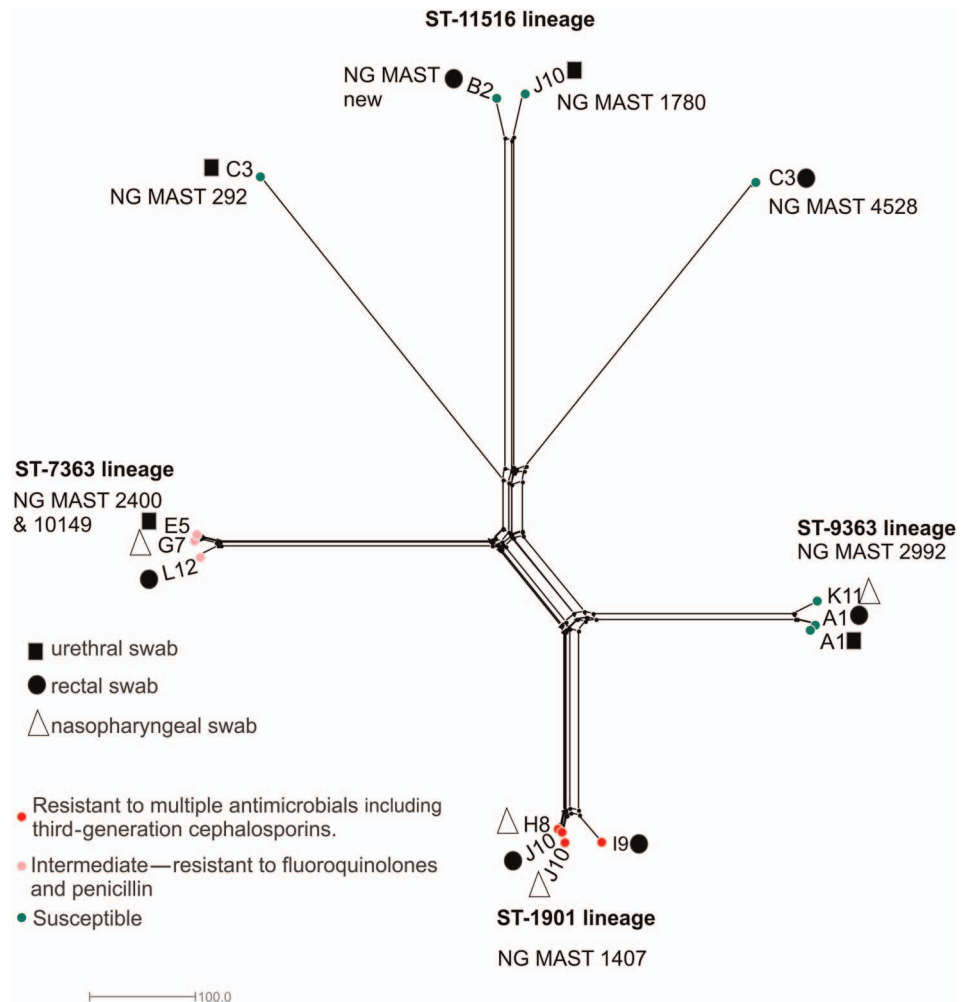 ST-11516 lineage
NG MAST
new
B2
J10
NG MAST 1780
C3
NG MAST 292
C3
NG MAST 4528
ST-7363 lineage
NG MAST 2400
& 10149
E5
G7
L12
ST-9363 lineage
NG MAST 2992
K11
A1
A1
urethral swab
rectal swab
nasopharyngeal swab
Resistant to multiple antimicrobials including
third-generation cephalosporins.
Intermediate—resistant to fluoroquinolones
and penicillin
Susceptible
H8
J10
J10
I9
ST-1901 lineage
NG MAST 1407
100.0